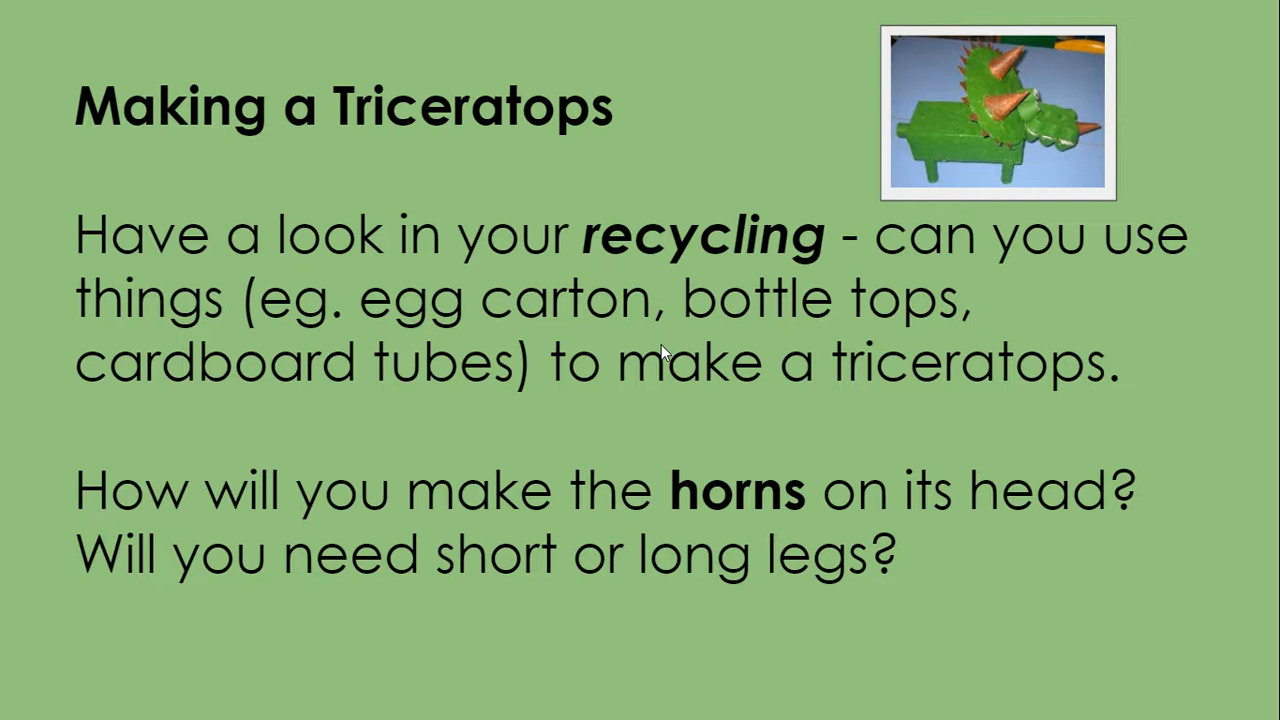 Making a Triceratops
Have a look in your recycling - can you use
things (eg. egg carton, bottle tops,
cardboard tubes) to make a triceratops.
How will you make the horns on its head?
Will you need short or long legs?